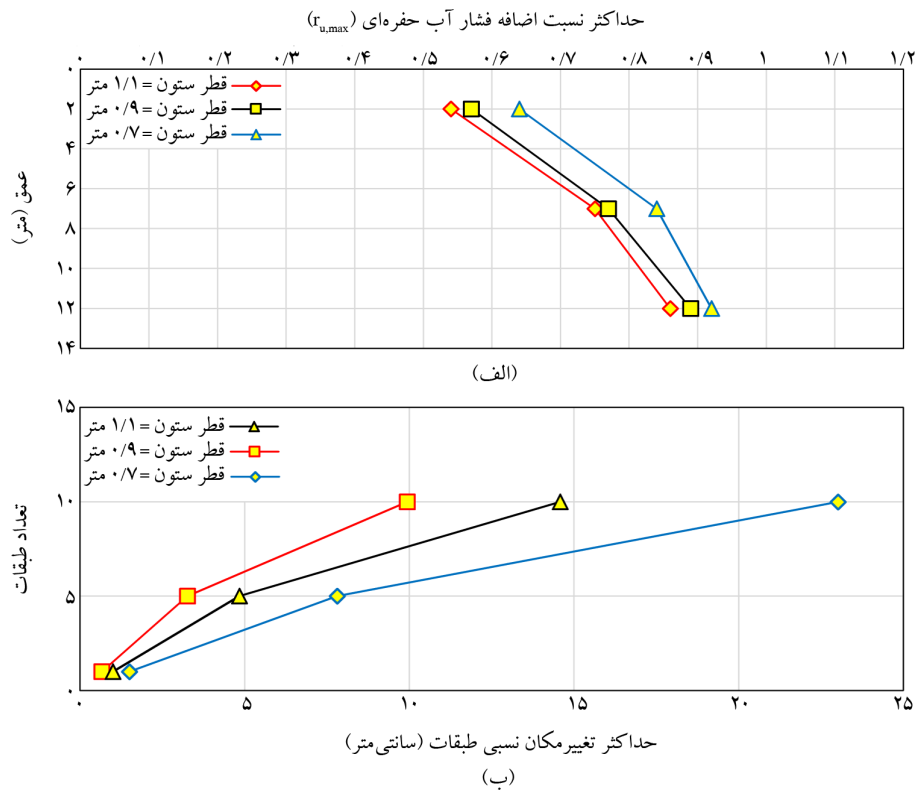 حداکثر نسبت اضافه فشار آب حفره‌ای (r_u,max)
۰ ۰/۱ ۰/۲ ۰/۳ ۰/۴ ۰/۵ ۰/۶ ۰/۷ ۰/۸ ۰/۹ ۱ ۱/۱ ۱/۲
۰
۲
۴
۶
۸
۱۰
۱۲
۱۴
عمق (متر)
قطر ستون = ۱/۱ متر
قطر ستون = ۰/۹ متر
قطر ستون = ۰/۷ متر
(الف)
۱۵
۱۰
۵
۰
تعداد طبقات
قطر ستون = ۱/۱ متر
قطر ستون = ۰/۹ متر
قطر ستون = ۰/۷ متر
۰ ۵ ۱۰ ۱۵ ۲۰ ۲۵
حداکثر تغییرمکان نسبی طبقات (سانتی‌متر)
(ب)